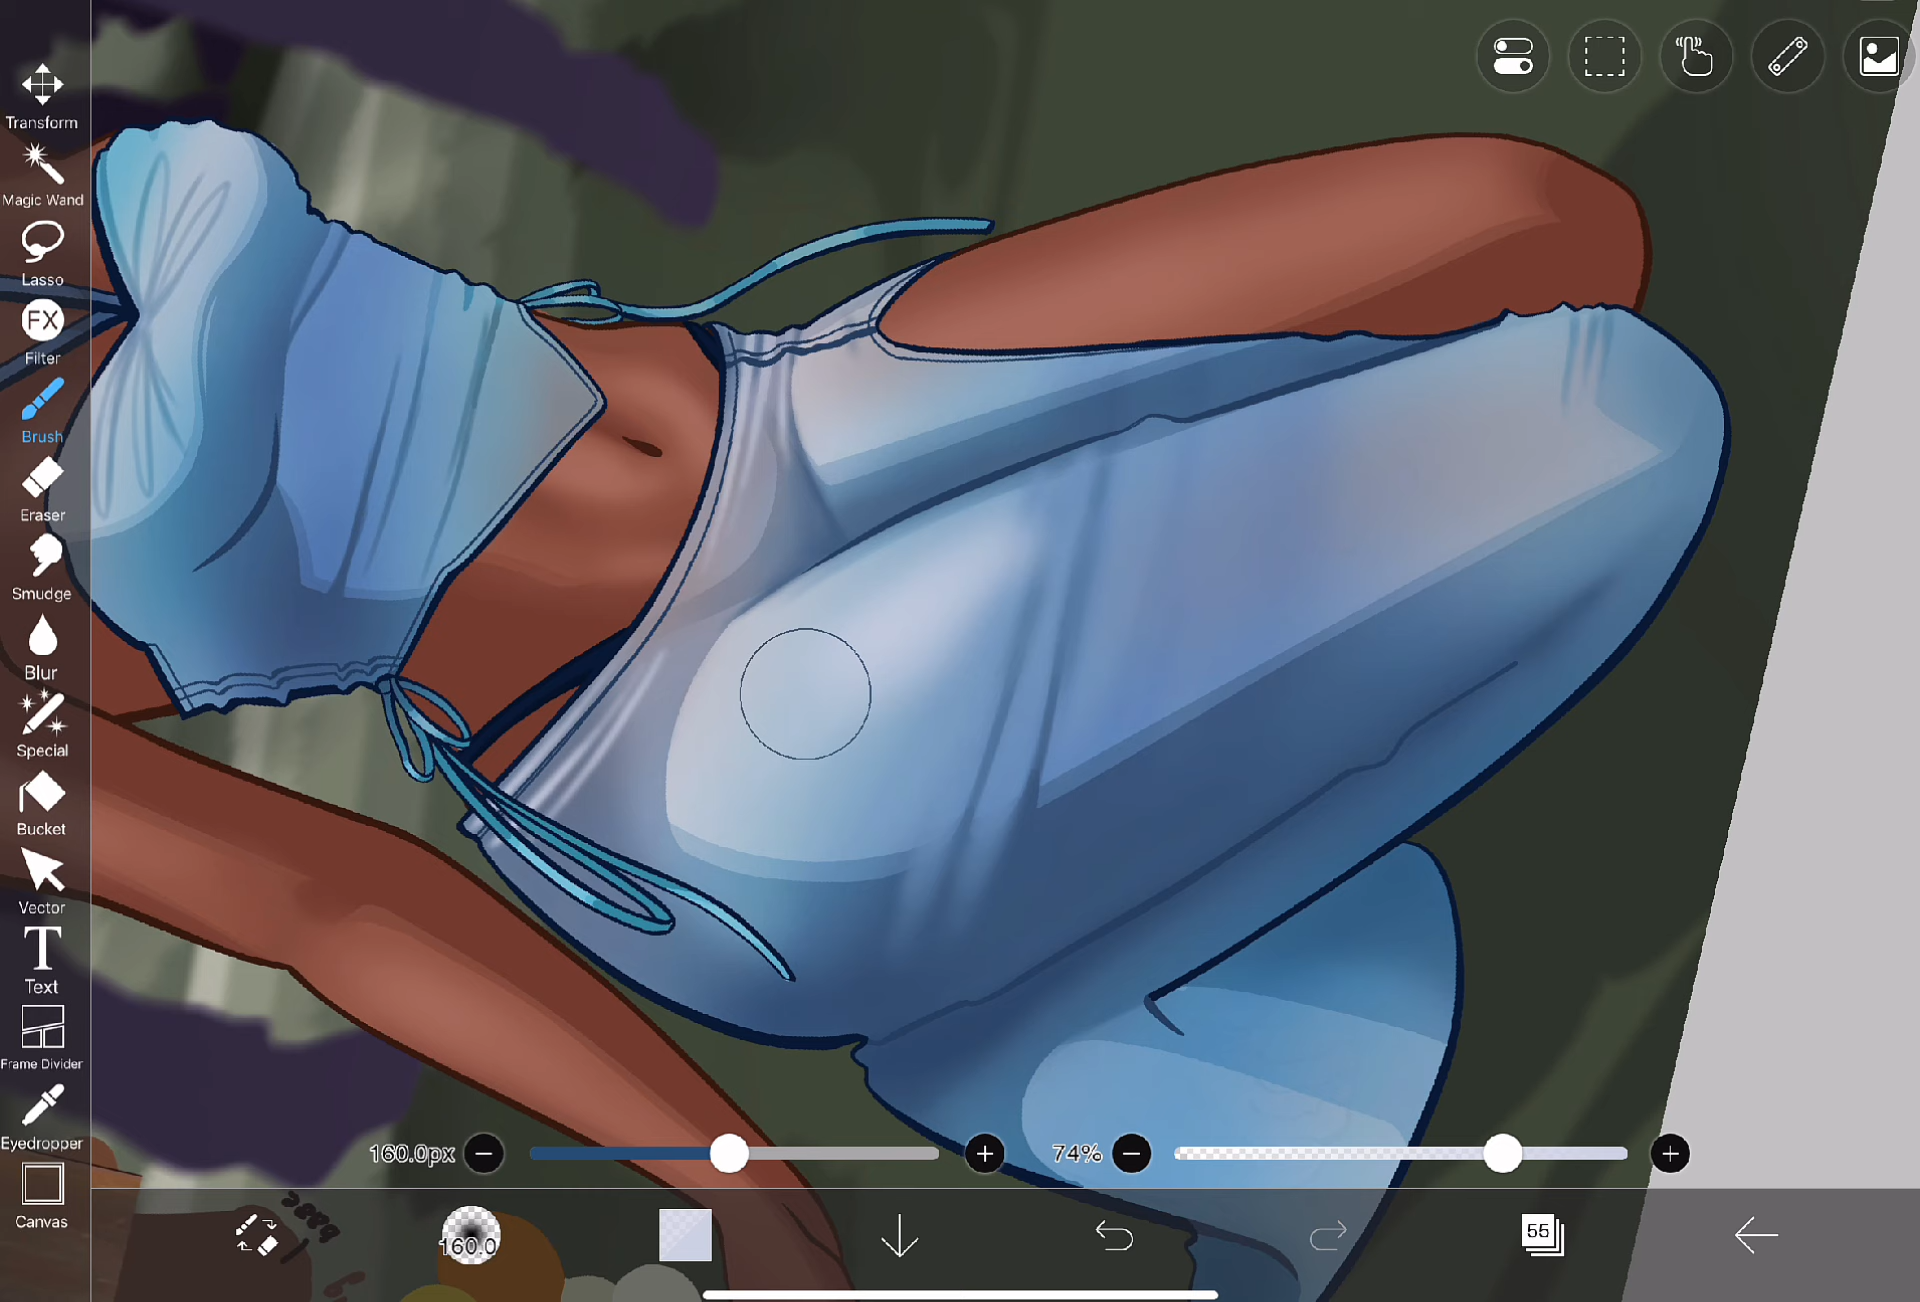 Transform
Magic Wand
Lasso
FX
Filter
Brush
Eraser
Smudge
Blur
Special
Bucket
Vector
T
Text
Frame Divider
Eyedropper
Canvas
160.0px
74%
160.0
55